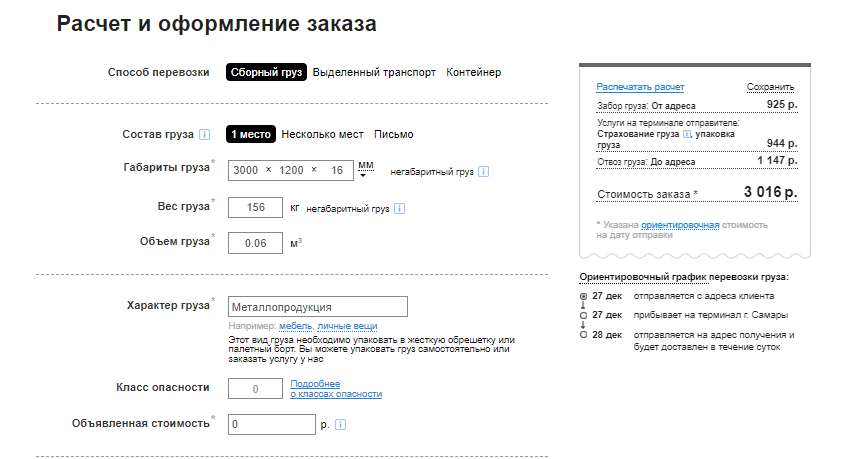 Расчет и оформление заказа
Способ перевозки Сборный груз Выделенный транспорт Контейнер
Состав груза 1 место Несколько мест Письмо
Габариты груза* 3000 × 1200 × 16 мм негабаритный груз
Вес груза* 156 кг негабаритный груз
Объем груза* 0.06 м³
Характер груза* Металлопродукция
Например: мебель, личные вещи
Этот вид груза необходимо упаковать в жесткую обрешетку или
палетный борт. Вы можете упаковать груз самостоятельно или
заказать услугу у нас
Класс опасности 0 Подробнее
о классах опасности
Объявленная стоимость* 0 р.
Распечатать расчет Сохранить
Забор груза: От адреса 925 р.
Услуги на терминале отправителе:
Страхование груза, упаковка
груза 944 р.
Отвоз груза: До адреса 1 147 р.
Стоимость заказа * 3 016 р.
* Указана ориентировочная стоимость
на дату отправки
Ориентировочный график перевозки груза:
27 дек отправляется с адреса клиента
27 дек прибывает на терминал г. Самары
28 дек отправляется на адрес получения и
будет доставлен в течение суток